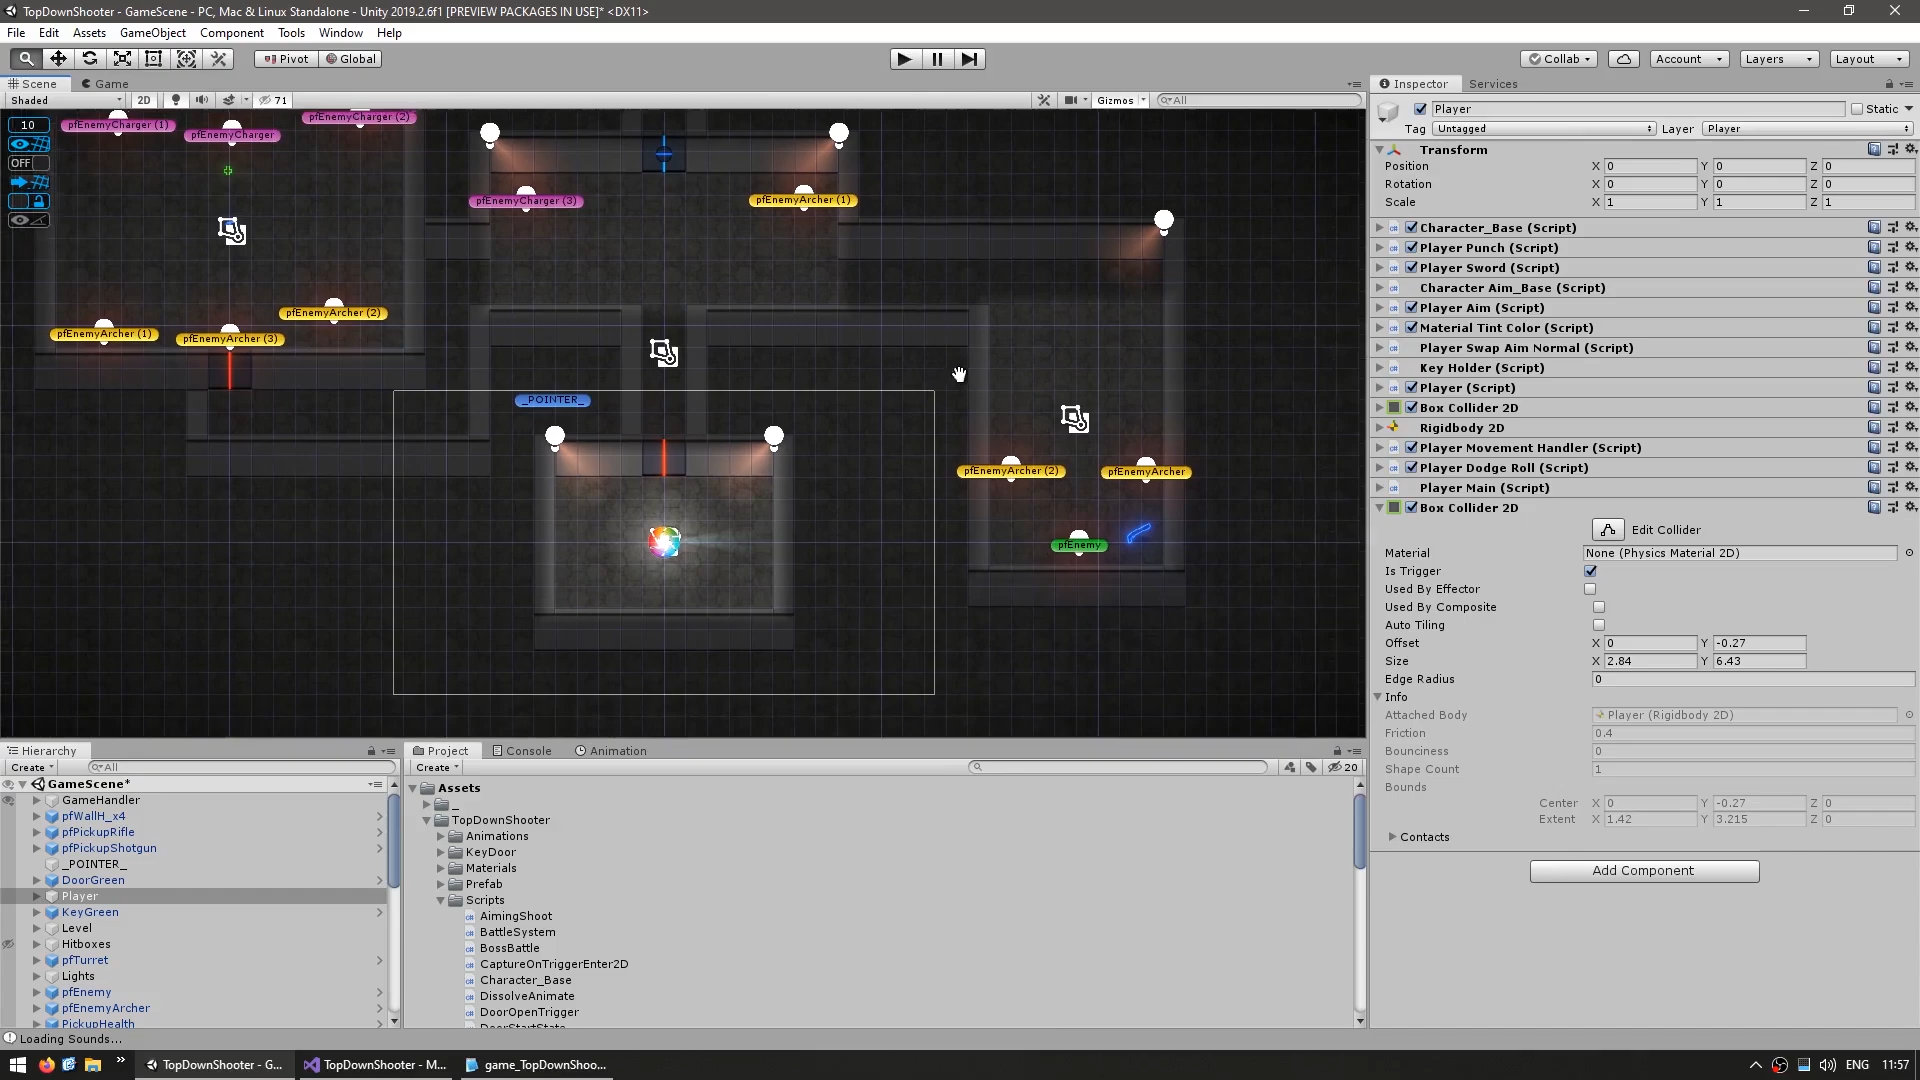 TopDownShooter - GameScene - PC, Mac & Linux Standalone - Unity 2019.2.6f1 [PREVIEW PACKAGES IN USE]* <DX11>
File Edit Assets GameObject Component Tools Window Help
Pivot Global Collab Account Layers Layout
Scene Game
Shaded 2D 71 Gizmos All
10
OFF
pfEnemyCharger (1)
pfEnemyCharger
pfEnemyCharger (2)
pfEnemyCharger (3)
pfEnemyArcher (1)
pfEnemyArcher (2)
pfEnemyArcher (1)
pfEnemyArcher (3)
_POINTER_
pfEnemyArcher (2)
pfEnemyArcher
pfEnemy
Inspector Services
Player Static
Tag Untagged Layer Player
Transform
Position X 0 Y 0 Z 0
Rotation X 0 Y 0 Z 0
Scale X 1 Y 1 Z 1
Character_Base (Script)
Player Punch (Script)
Player Sword (Script)
Character Aim_Base (Script)
Player Aim (Script)
Material Tint Color (Script)
Player Swap Aim Normal (Script)
Key Holder (Script)
Player (Script)
Box Collider 2D
Rigidbody 2D
Player Movement Handler (Script)
Player Dodge Roll (Script)
Player Main (Script)
Box Collider 2D
Edit Collider
Material None (Physics Material 2D)
Is Trigger
Used By Effector
Used By Composite
Auto Tiling
Offset X 0 Y -0.27
Size X 2.84 Y 6.43
Edge Radius 0
Info
Attached Body Player (Rigidbody 2D)
Friction 0.4
Bounciness 0
Shape Count 1
Bounds
Center X 0 Y -0.27 Z 0
Extent X 1.42 Y 3.215 Z 0
Contacts
Add Component
Hierarchy
Create All
GameScene*
GameHandler
pfWallH_x4
pfPickupRifle
pfPickupShotgun
_POINTER_
DoorGreen
Player
KeyGreen
Level
Hitboxes
pfTurret
Lights
pfEnemy
pfEnemyArcher
PickupHealth
Project Console Animation
Create 20
Assets
_
TopDownShooter
Animations
KeyDoor
Materials
Prefab
Scripts
AimingShoot
BattleSystem
BossBattle
CaptureOnTriggerEnter2D
Character_Base
DissolveAnimate
DoorOpenTrigger
DoorStartState
Loading Sounds...
TopDownShooter - G...
TopDownShooter - M...
game_TopDownShoo...
ENG 11:57